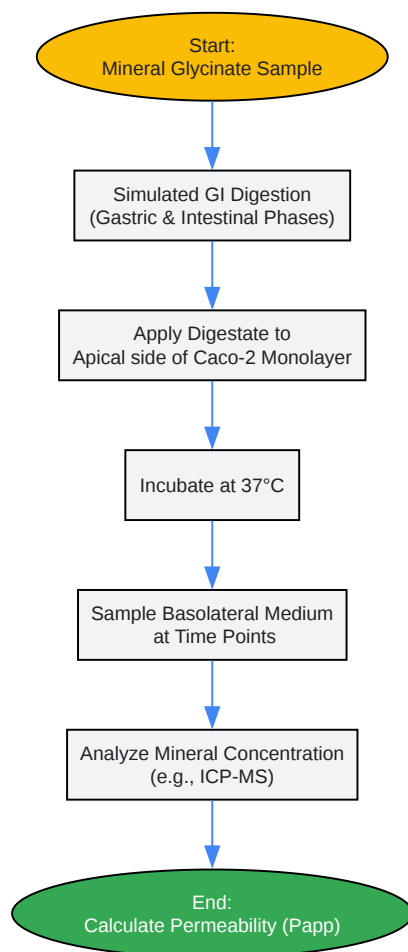 Start:
Mineral Glycinate Sample
Simulated GI Digestion
(Gastric & Intestinal Phases)
Apply Digestate to
Apical side of Caco-2 Monolayer
Incubate at 37°C
Sample Basolateral Medium
at Time Points
Analyze Mineral Concentration
(e.g., ICP-MS)
End:
Calculate Permeability (Papp)